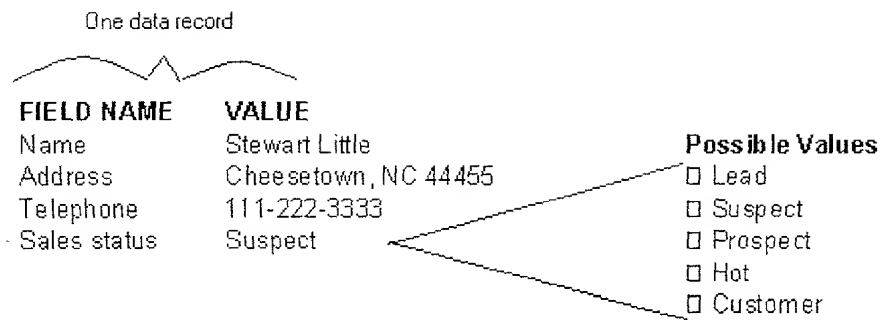 One data record
FIELD NAME VALUE
Name Stewart Little
Address Cheesetown, NC 44455
Telephone 111-222-3333
Sales status Suspect
Possible Values
Lead
Suspect
Prospect
Hot
Customer